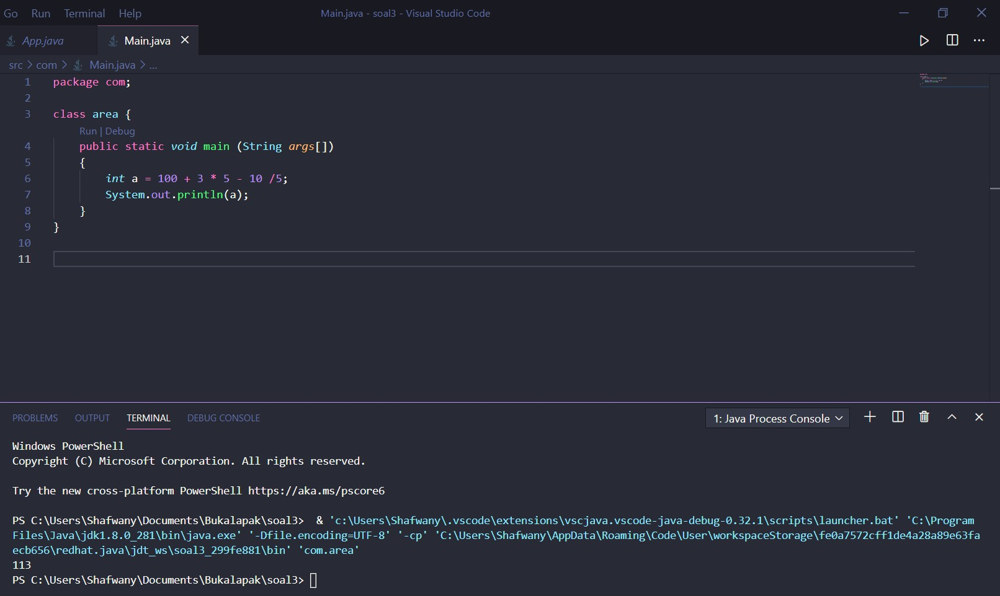 Go Run Terminal Help
Main.java - soal3 - Visual Studio Code
App.java Main.java
src > com > Main.java > ...
1 package com;
2
3 class area {
Run | Debug
4 public static void main (String args[])
5 {
6 int a = 100 + 3 * 5 - 10 /5;
7 System.out.println(a);
8 }
9 }
10
11
PROBLEMS OUTPUT TERMINAL DEBUG CONSOLE
1: Java Process Console
Windows PowerShell
Copyright (C) Microsoft Corporation. All rights reserved.
Try the new cross-platform PowerShell https://aka.ms/pscore6
PS C:\Users\Shafwany\Documents\Bukalapak\soal3>  & 'c:\Users\Shafwany\.vscode\extensions\vscjava.vscode-java-debug-0.32.1\scripts\launcher.bat' 'C:\Program
Files\Java\jdk1.8.0_281\bin\java.exe' '-Dfile.encoding=UTF-8' '-cp' 'C:\Users\Shafwany\AppData\Roaming\Code\User\workspaceStorage\fe0a7572cff1de4a28a89e63fa
ecb656\redhat.java\jdt_ws\soal3_299fe881\bin' 'com.area'
113
PS C:\Users\Shafwany\Documents\Bukalapak\soal3>